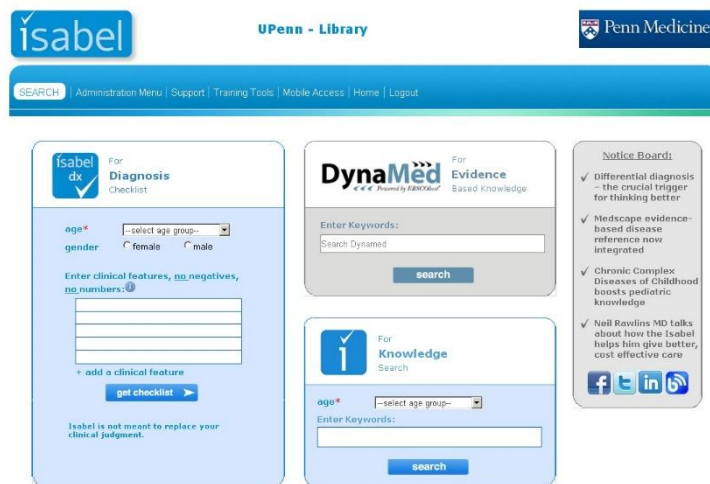 isabel
UPenn - Library
Penn Medicine
SEARCH | Administration Menu | Support | Training Tools | Mobile Access | Home | Logout
isabel
dx
For
Diagnosis
Checklist
age*
--select age group--
gender
female
male
Enter clinical features, no negatives,
no numbers:
+ add a clinical feature
get checklist
Isabel is not meant to replace your
clinical judgment.
DynaMed
Powered by EBSCOhost
For
Evidence
Based Knowledge
Enter Keywords:
Search Dynamed
search
i
For
Knowledge
Search
age*
--select age group--
Enter Keywords:
search
Notice Board:
Differential diagnosis
– the crucial trigger
for thinking better
Medscape evidence-
based disease
reference now
integrated
Chronic Complex
Diseases of Childhood
boosts pediatric
knowledge
Neil Rawlins MD talks
about how the Isabel
helps him give better,
cost effective care
f
t
in
b